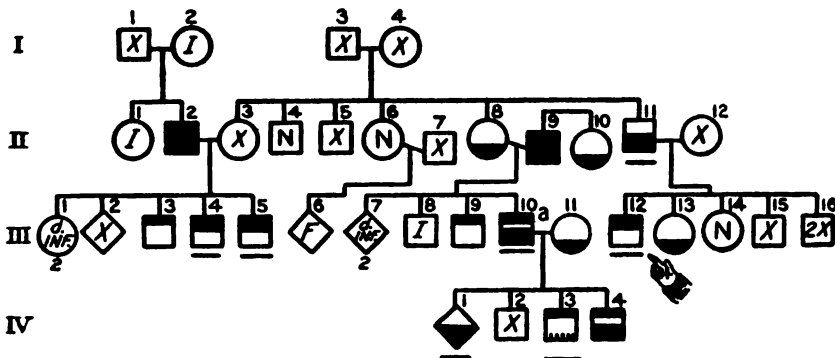 1 2 3 4
I X I X X
1 2 3 4 5 6 7 8 9 10 11 12
II I X N X N X X
1 2 3 4 5 6 7 8 9 10 a 11 12 13 14 15 16
III d. INF. X F d. INF. I N X 2X
2 2
1 2 3 4
IV X